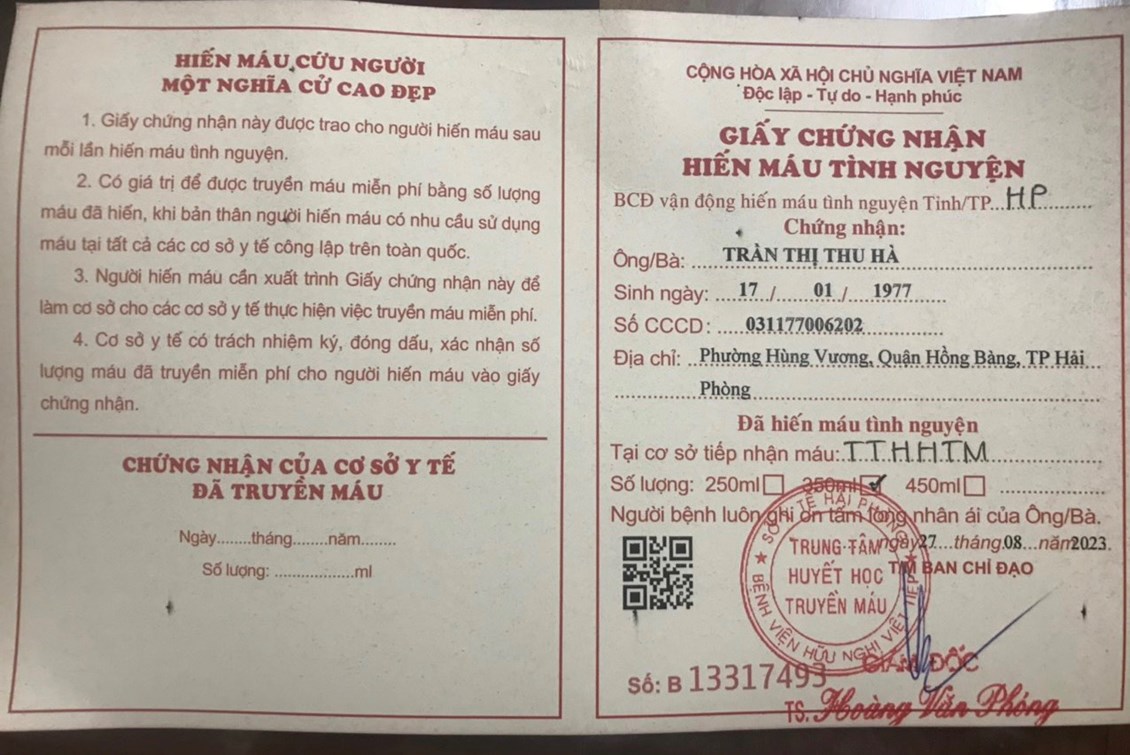 HIẾN MÁU CỨU NGƯỜI
MỘT NGHĨA CỬ CAO ĐẸP
1. Giấy chứng nhận này được trao cho người hiến máu sau
mỗi lần hiến máu tình nguyện.
2. Có giá trị để được truyền máu miễn phí bằng số lượng
máu đã hiến, khi bản thân người hiến máu có nhu cầu sử dụng
máu tại tất cả các cơ sở y tế công lập trên toàn quốc.
3. Người hiến máu cần xuất trình Giấy chứng nhận này để
làm cơ sở cho các cơ sở y tế thực hiện việc truyền máu miễn phí.
4. Cơ sở y tế có trách nhiệm ký, đóng dấu, xác nhận số
lượng máu đã truyền miễn phí cho người hiến máu vào giấy
chứng nhận.
CHỨNG NHẬN CỦA CƠ SỞ Y TẾ
ĐÃ TRUYỀN MÁU
Ngày........tháng........năm........
Số lượng: ..................ml
CỘNG HÒA XÃ HỘI CHỦ NGHĨA VIỆT NAM
Độc lập - Tự do - Hạnh phúc
GIẤY CHỨNG NHẬN
HIẾN MÁU TÌNH NGUYỆN
BCĐ vận động hiến máu tình nguyện Tỉnh/TP...HP........
Chứng nhận:
Ông/Bà: ....TRẦN THỊ THU HÀ....
Sinh ngày: ...17 /.... 01 /... 1977.....
Số CCCD: ....031177006202....
Địa chỉ: ..Phường Hùng Vương, Quận Hồng Bàng, TP Hải
Phòng
Đã hiến máu tình nguyện
Tại cơ sở tiếp nhận máu:..TTHHTM....
Số lượng: 250ml☐ 350ml☑ 450ml☐ ....................
Người bệnh luôn ghi ơn tấm lòng nhân ái của Ông/Bà.
ngày27...tháng.08...năm2023.
T/M BAN CHỈ ĐẠO
SỞ Y TẾ HẢI PHÒNG
TRUNG TÂM
HUYẾT HỌC
TRUYỀN MÁU
BỆNH VIỆN HỮU NGHỊ VIỆT TIỆP
GIÁM ĐỐC
Số: B 13317493
TS. Hoàng Văn Phóng